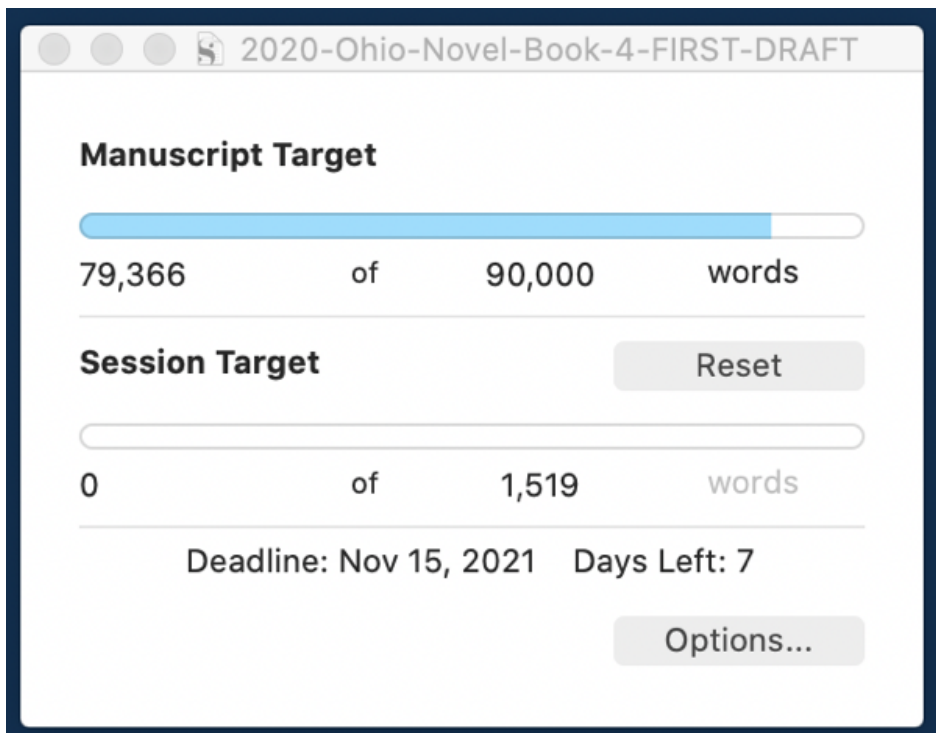 2020-Ohio-Novel-Book-4-FIRST-DRAFT
Manuscript Target
79,366 of 90,000 words
Session Target Reset
0 of 1,519 words
Deadline: Nov 15, 2021 Days Left: 7
Options...